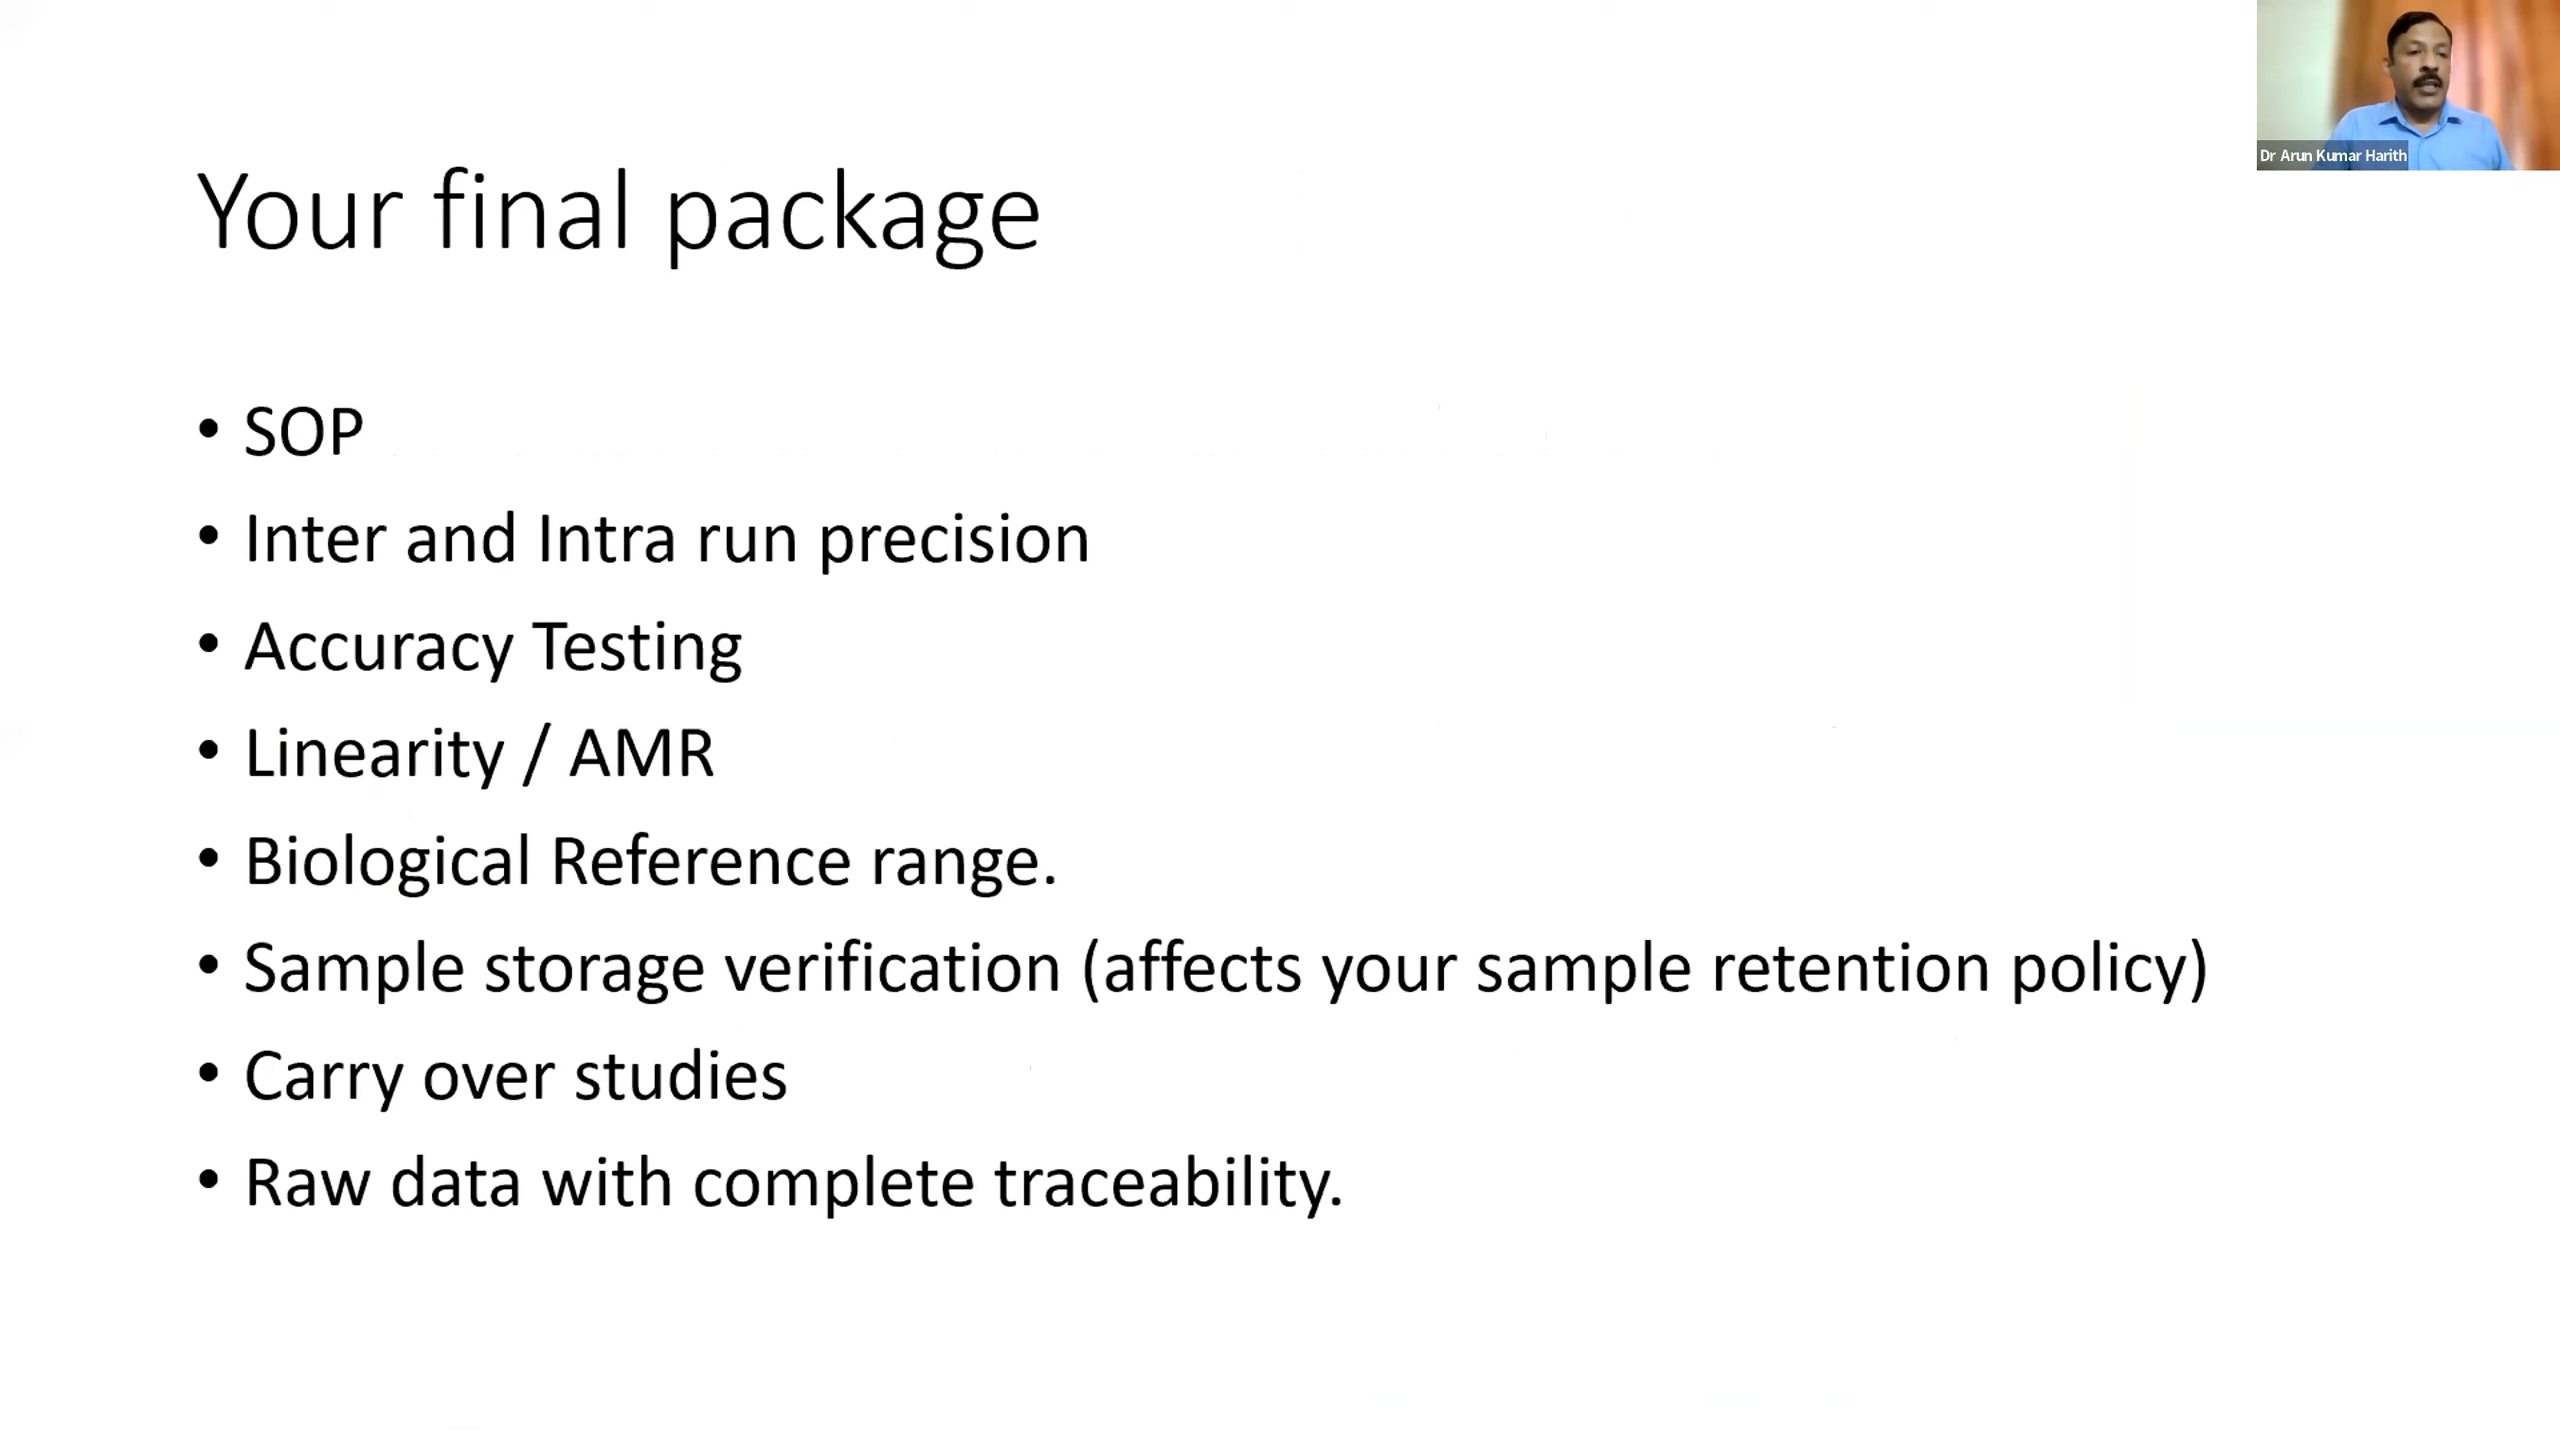 Dr Arun Kumar Harith
Your final package
• SOP
• Inter and Intra run precision
• Accuracy Testing
• Linearity / AMR
• Biological Reference range.
• Sample storage verification (affects your sample retention policy)
• Carry over studies
• Raw data with complete traceability.